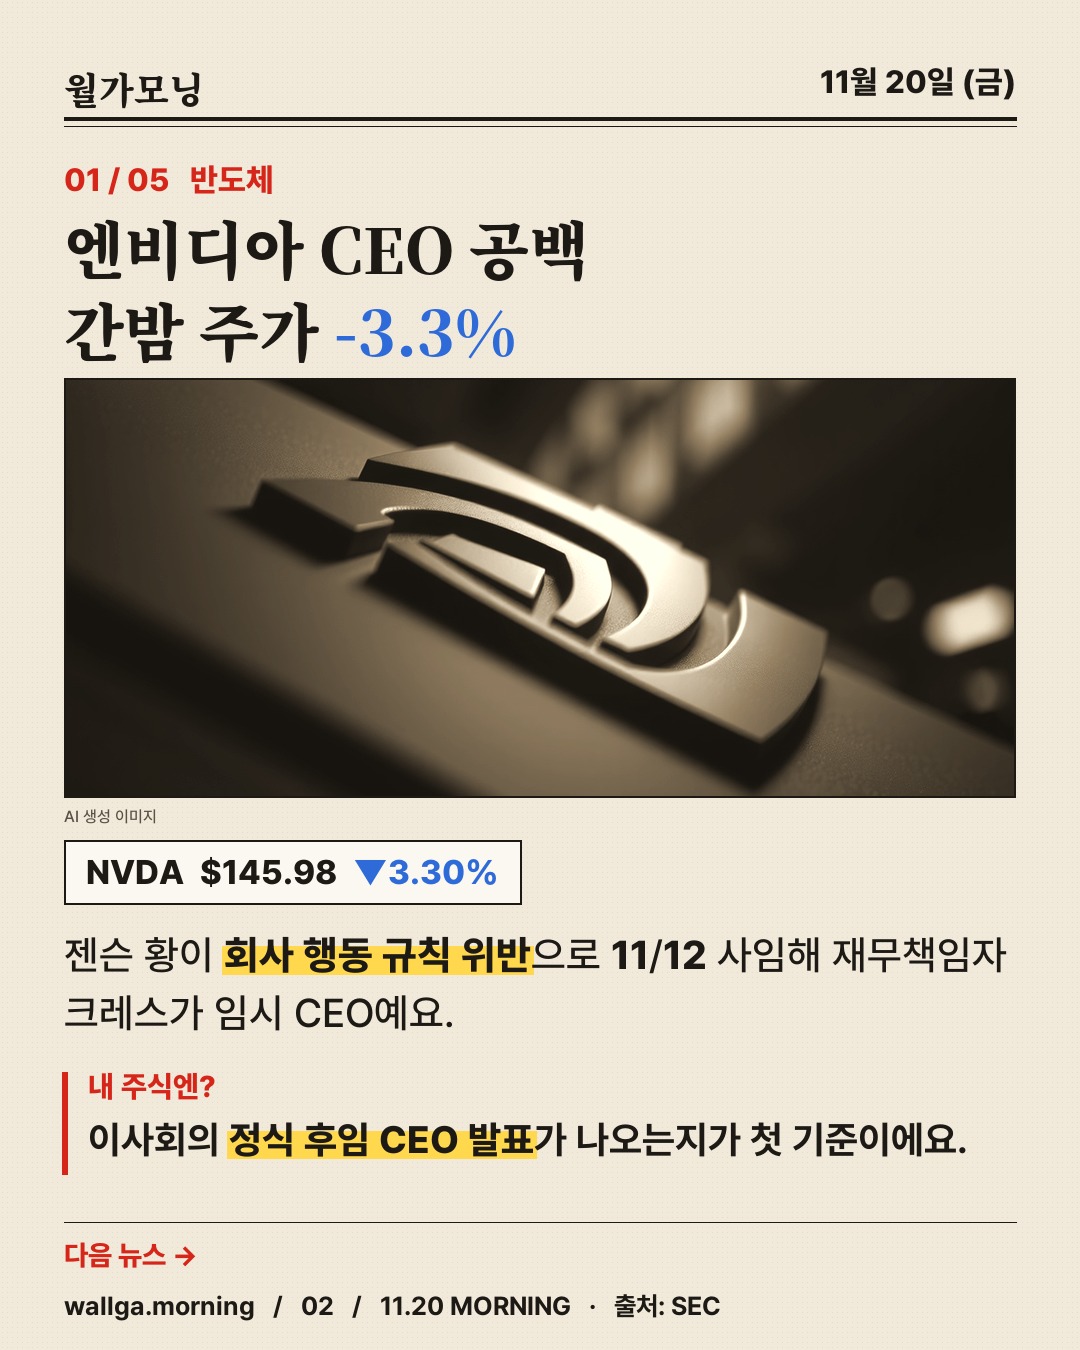 월가모닝
11월 20일 (금)
01 / 05 반도체
엔비디아 CEO 공백
간밤 주가 -3.3%
AI 생성 이미지
NVDA $145.98 ▼3.30%
젠슨 황이 회사 행동 규칙 위반으로 11/12 사임해 재무책임자
크레스가 임시 CEO예요.
내 주식엔?
이사회의 정식 후임 CEO 발표가 나오는지가 첫 기준이에요.
다음 뉴스 →
wallga.morning / 02 / 11.20 MORNING · 출처: SEC